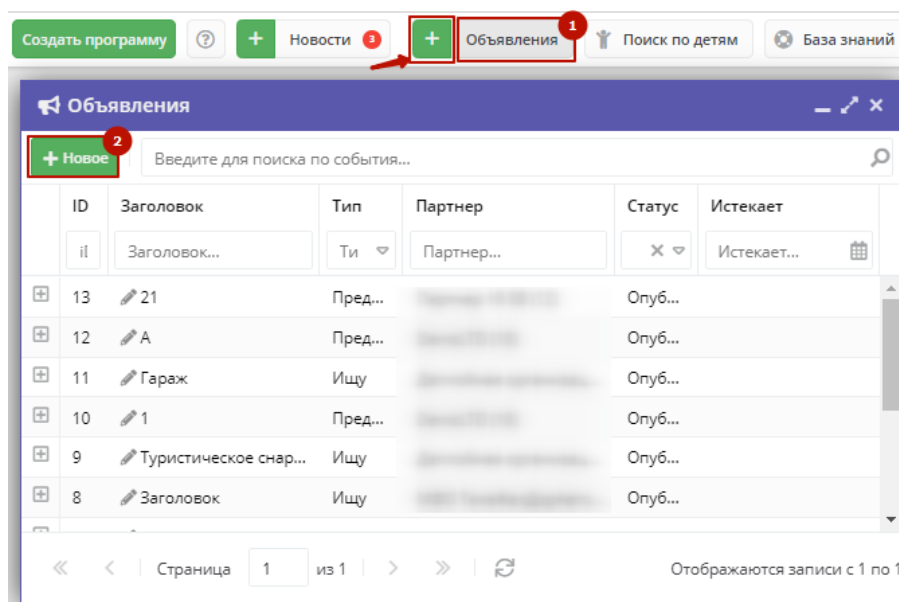 Создать программу ? + Новости 3 + Объявления 1 Поиск по детям База знаний
Объявления
+ Новое 2 Введите для поиска по события...
ID Заголовок Тип Партнер Статус Истекает
Заголовок... Ти Партнер... Истекает...
13 21 Пред... Опуб...
12 А Пред... Опуб...
11 Гараж Ищу Опуб...
10 1 Пред... Опуб...
9 Туристическое снар... Ищу Опуб...
8 Заголовок Ищу Опуб...
Страница 1 из 1 Отображаются записи с 1 по 1